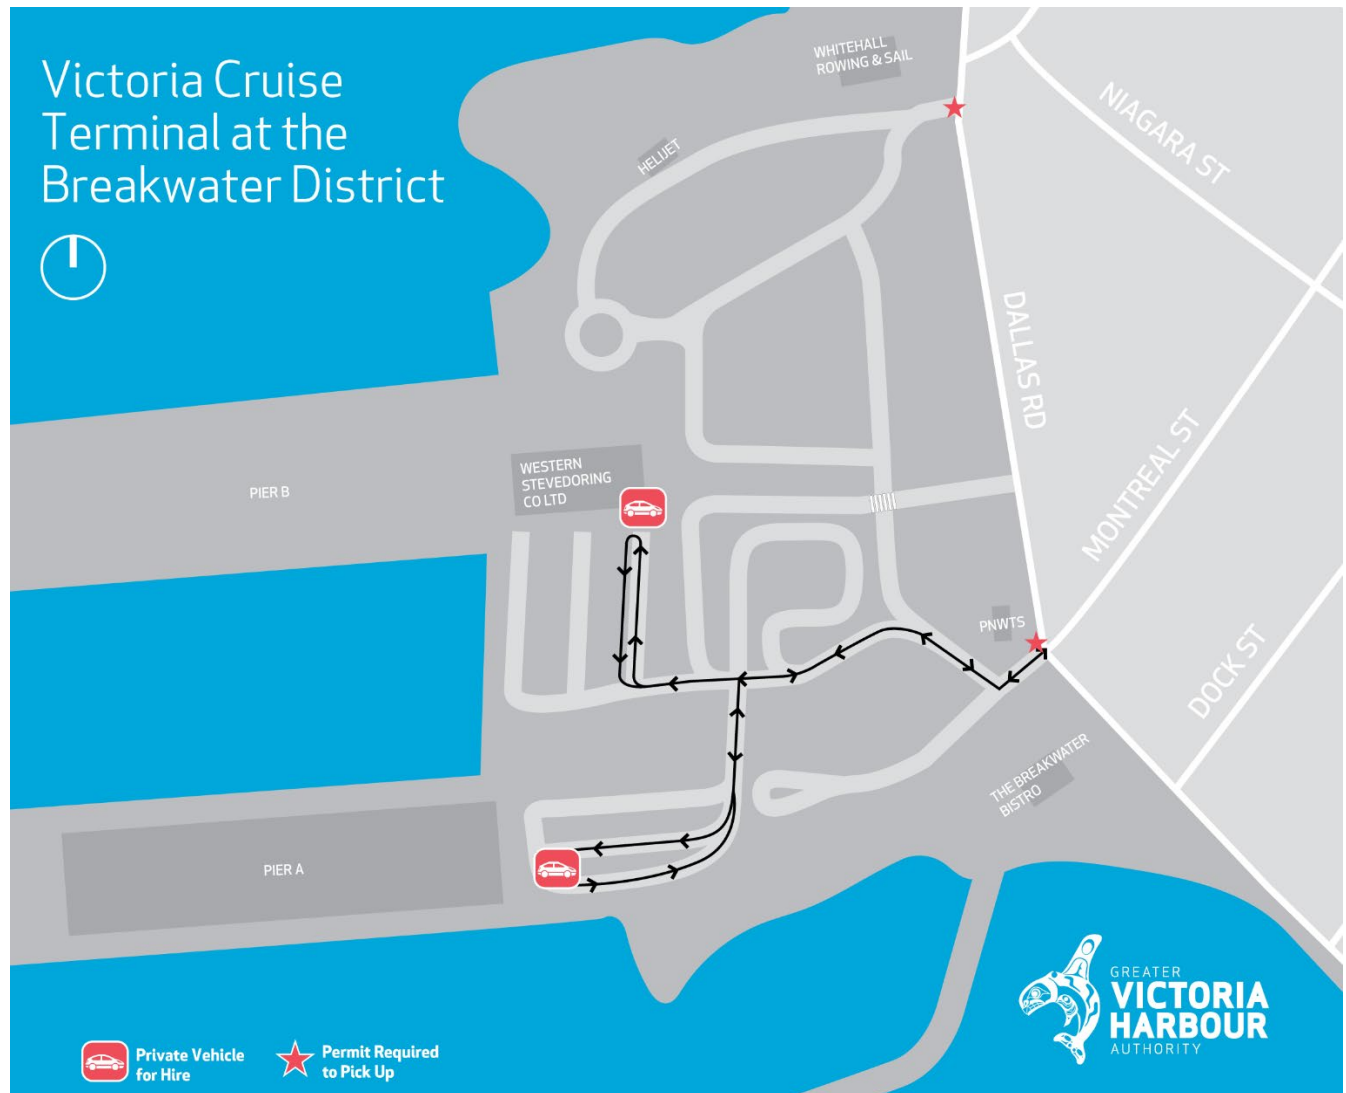 Victoria Cruise
Terminal at the
Breakwater District
WHITEHALL
ROWING & SAIL
NIAGARA ST
HELIJET
DALLAS RD
MONTREAL ST
WESTERN
STEVEDORING
CO LTD
PIER B
PNWTS
DOCK ST
THE BREAKWATER
BISTRO
PIER A
GREATER
VICTORIA
HARBOUR
AUTHORITY
Private Vehicle
for Hire
Permit Required
to Pick Up